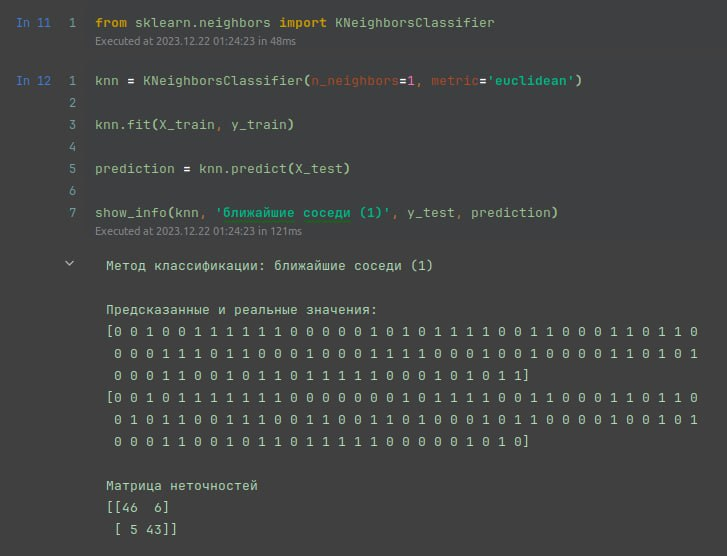 In 11 1 from sklearn.neighbors import KNeighborsClassifier
Executed at 2023.12.22 01:24:23 in 48ms
In 12 1 knn = KNeighborsClassifier(n_neighbors=1, metric='euclidean')
2
3 knn.fit(X_train, y_train)
4
5 prediction = knn.predict(X_test)
6
7 show_info(knn, 'ближайшие соседи (1)', y_test, prediction)
Executed at 2023.12.22 01:24:23 in 121ms
Метод классификации: ближайшие соседи (1)
Предсказанные и реальные значения:
[0 0 1 0 0 1 1 1 1 1 1 0 0 0 0 0 1 0 1 0 1 1 1 1 0 0 1 1 0 0 0 1 1 0 1 1 0
0 0 0 1 1 1 0 1 1 0 0 0 1 0 0 0 1 1 1 1 0 0 0 1 0 0 1 0 0 0 0 1 1 0 1 0 1
0 0 0 1 1 0 0 1 0 1 1 0 1 1 1 1 1 0 0 0 1 0 1 0 1 1]
[0 0 1 0 1 1 1 1 1 1 1 0 0 0 0 0 0 0 1 0 1 1 1 1 0 0 1 1 0 0 0 1 1 0 1 1 0
0 1 0 1 1 0 0 1 1 1 0 0 1 1 0 0 1 1 0 1 0 0 0 1 0 1 1 0 0 0 0 1 0 0 1 0 1
0 0 0 1 1 0 0 1 0 1 1 0 1 1 1 1 1 0 0 0 0 0 1 0 1 0]
Матрица неточностей
[[46  6]
[ 5 43]]